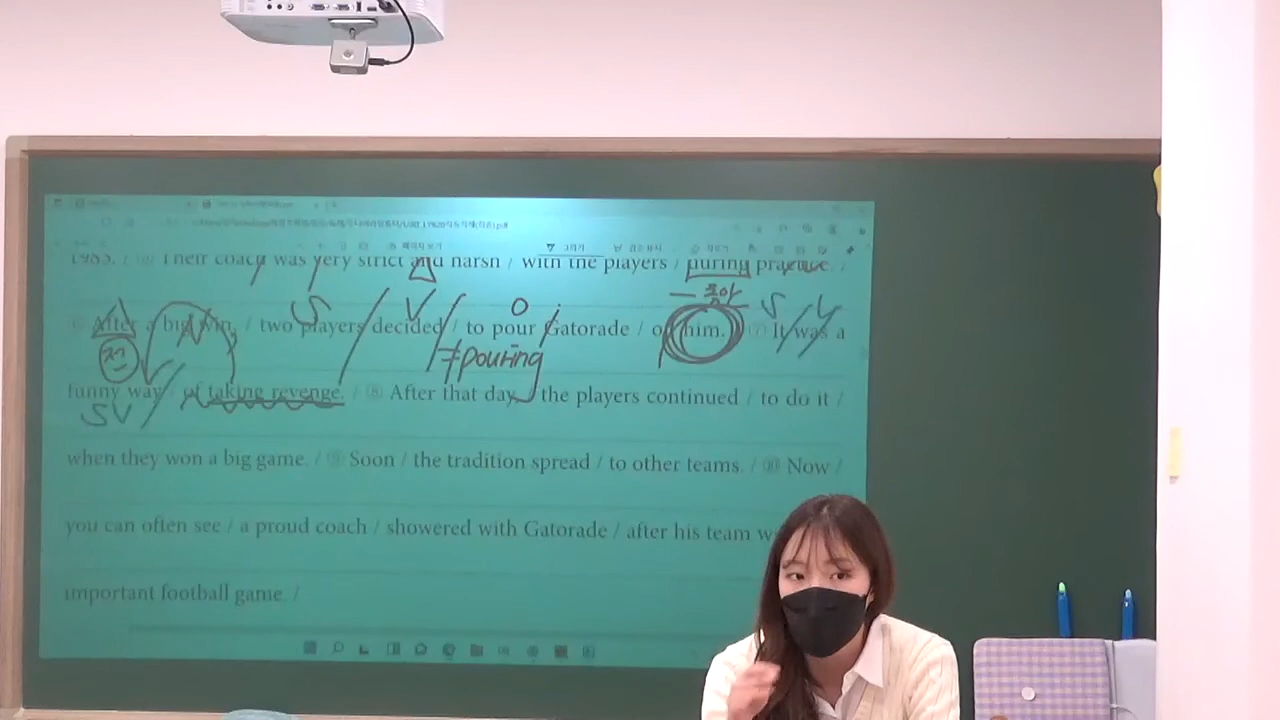 1985. / Their coach was very strict and harsh / with the players / during practice. /
S V O 중아 S V
After a big win, / two players decided / to pour Gatorade / on him. / ⑦ It was a
전 ≠pouring
funny way / of taking revenge. / ⑧ After that day, the players continued / to do it /
SV
when they won a big game. / ⑨ Soon / the tradition spread / to other teams. / ⑩ Now /
you can often see / a proud coach / showered with Gatorade / after his team
important football game. /